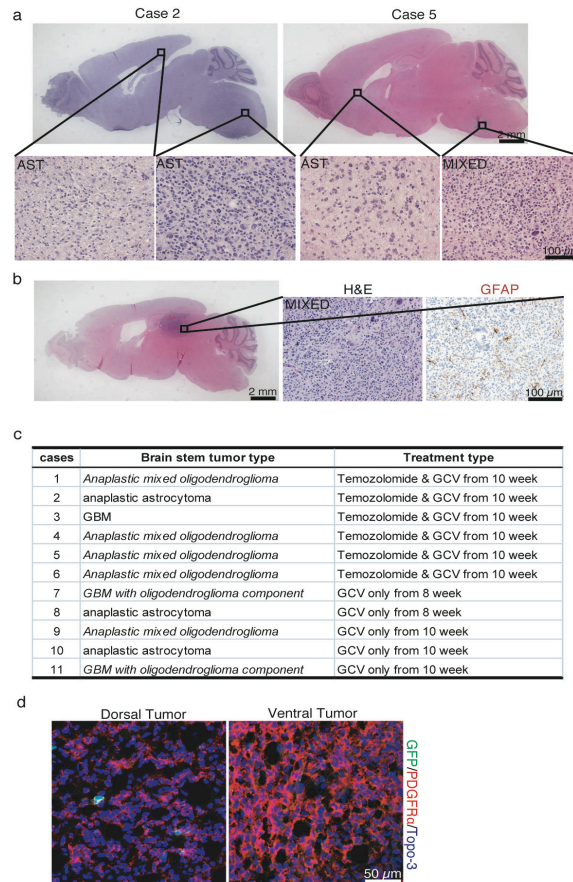 a
Case 2 Case 5
2 mm
AST AST AST MIXED
100 µm
b
H&E GFAP
MIXED
2 mm 100 µm
c
cases Brain stem tumor type Treatment type
1 Anaplastic mixed oligodendroglioma Temozolomide & GCV from 10 week
2 anaplastic astrocytoma Temozolomide & GCV from 10 week
3 GBM Temozolomide & GCV from 10 week
4 Anaplastic mixed oligodendroglioma Temozolomide & GCV from 10 week
5 Anaplastic mixed oligodendroglioma Temozolomide & GCV from 10 week
6 Anaplastic mixed oligodendroglioma Temozolomide & GCV from 10 week
7 GBM with oligodendroglioma component GCV only from 8 week
8 anaplastic astrocytoma GCV only from 8 week
9 Anaplastic mixed oligodendroglioma GCV only from 10 week
10 anaplastic astrocytoma GCV only from 10 week
11 GBM with oligodendroglioma component GCV only from 10 week
d
Dorsal Tumor Ventral Tumor
GFP/PDGFRα/Topo-3
50 µm